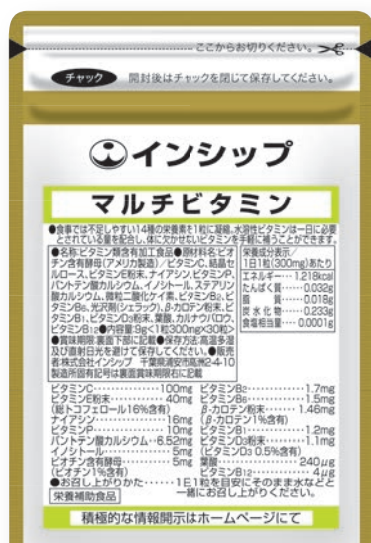 ここからお切りください。
チャック
開封後はチャックを閉じて保存してください。
インシップ
マルチビタミン
●食事では不足しやすい14種の栄養素を1粒に凝縮。水溶性ビタミンは一日に必要
とされている量を配合し、体に欠かせないビタミンを手軽に補うことができます。
●名称:ビタミン類含有加工食品●原材料名:ビオ
チン含有酵母(アメリカ製造)/ビタミンC、結晶セ
ルロース、ビタミンE粉末、ナイアシン、ビタミンP、
パントテン酸カルシウム、イノシトール、ステアリン
酸カルシウム、微粒二酸化ケイ素、ビタミンB2、ビ
タミンB6、光沢剤(シェラック)、β-カロテン粉末、ビ
タミンB1、ビタミンD3粉末、葉酸、カルナウバロウ、
ビタミンB12●内容量:9g<1粒300mg×30粒>
●賞味期限:裏面下部に記載●保存方法:高温多湿
及び直射日光を避けて保存してください。●販売
者:株式会社インシップ 千葉県浦安市高洲2-4-10
製造所固有記号は裏面賞味期限右に記載
栄養成分表示/
1日1粒(300mg)あたり
エネルギー…1.218kcal
たんぱく質……0.032g
脂質……0.018g
炭水化物……0.233g
食塩相当量……0.0001g
ビタミンC……100mg
ビタミンE粉末……40mg
(総トコフェロール16%含有)
ナイアシン……16mg
ビタミンP……10mg
パントテン酸カルシウム…6.52mg
イノシトール……5mg
ビオチン含有酵母……5mg
(ビオチン1%含有)
ビタミンB2……1.7mg
ビタミンB6……1.5mg
β-カロテン粉末……1.46mg
(β-カロテン1%含有)
ビタミンB1……1.2mg
ビタミンD3粉末……1.1mg
(ビタミンD3 0.5%含有)
葉酸……240μg
ビタミンB12……4μg
●お召し上がりかた……1日1粒を目安にそのまま水などと
一緒にお召し上がりください。
栄養補助食品
積極的な情報開示はホームページにて